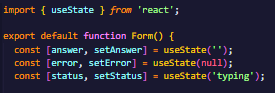 import { useState } from 'react';

export default function Form() {
  const [answer, setAnswer] = useState('');
  const [error, setError] = useState(null);
  const [status, setStatus] = useState('typing');